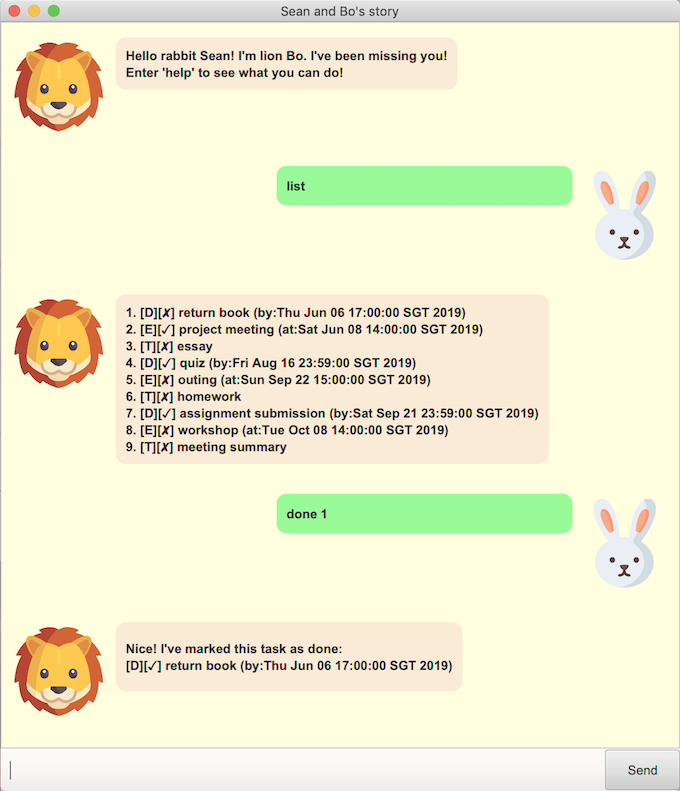 Sean and Bo's story
Hello rabbit Sean! I'm lion Bo. I've been missing you!
Enter 'help' to see what you can do!
list
1. [D][✗] return book (by:Thu Jun 06 17:00:00 SGT 2019)
2. [E][✓] project meeting (at:Sat Jun 08 14:00:00 SGT 2019)
3. [T][✗] essay
4. [D][✓] quiz (by:Fri Aug 16 23:59:00 SGT 2019)
5. [E][✗] outing (at:Sun Sep 22 15:00:00 SGT 2019)
6. [T][✗] homework
7. [D][✓] assignment submission (by:Sat Sep 21 23:59:00 SGT 2019)
8. [E][✗] workshop (at:Tue Oct 08 14:00:00 SGT 2019)
9. [T][✗] meeting summary
done 1
Nice! I've marked this task as done:
[D][✓] return book (by:Thu Jun 06 17:00:00 SGT 2019)
Send